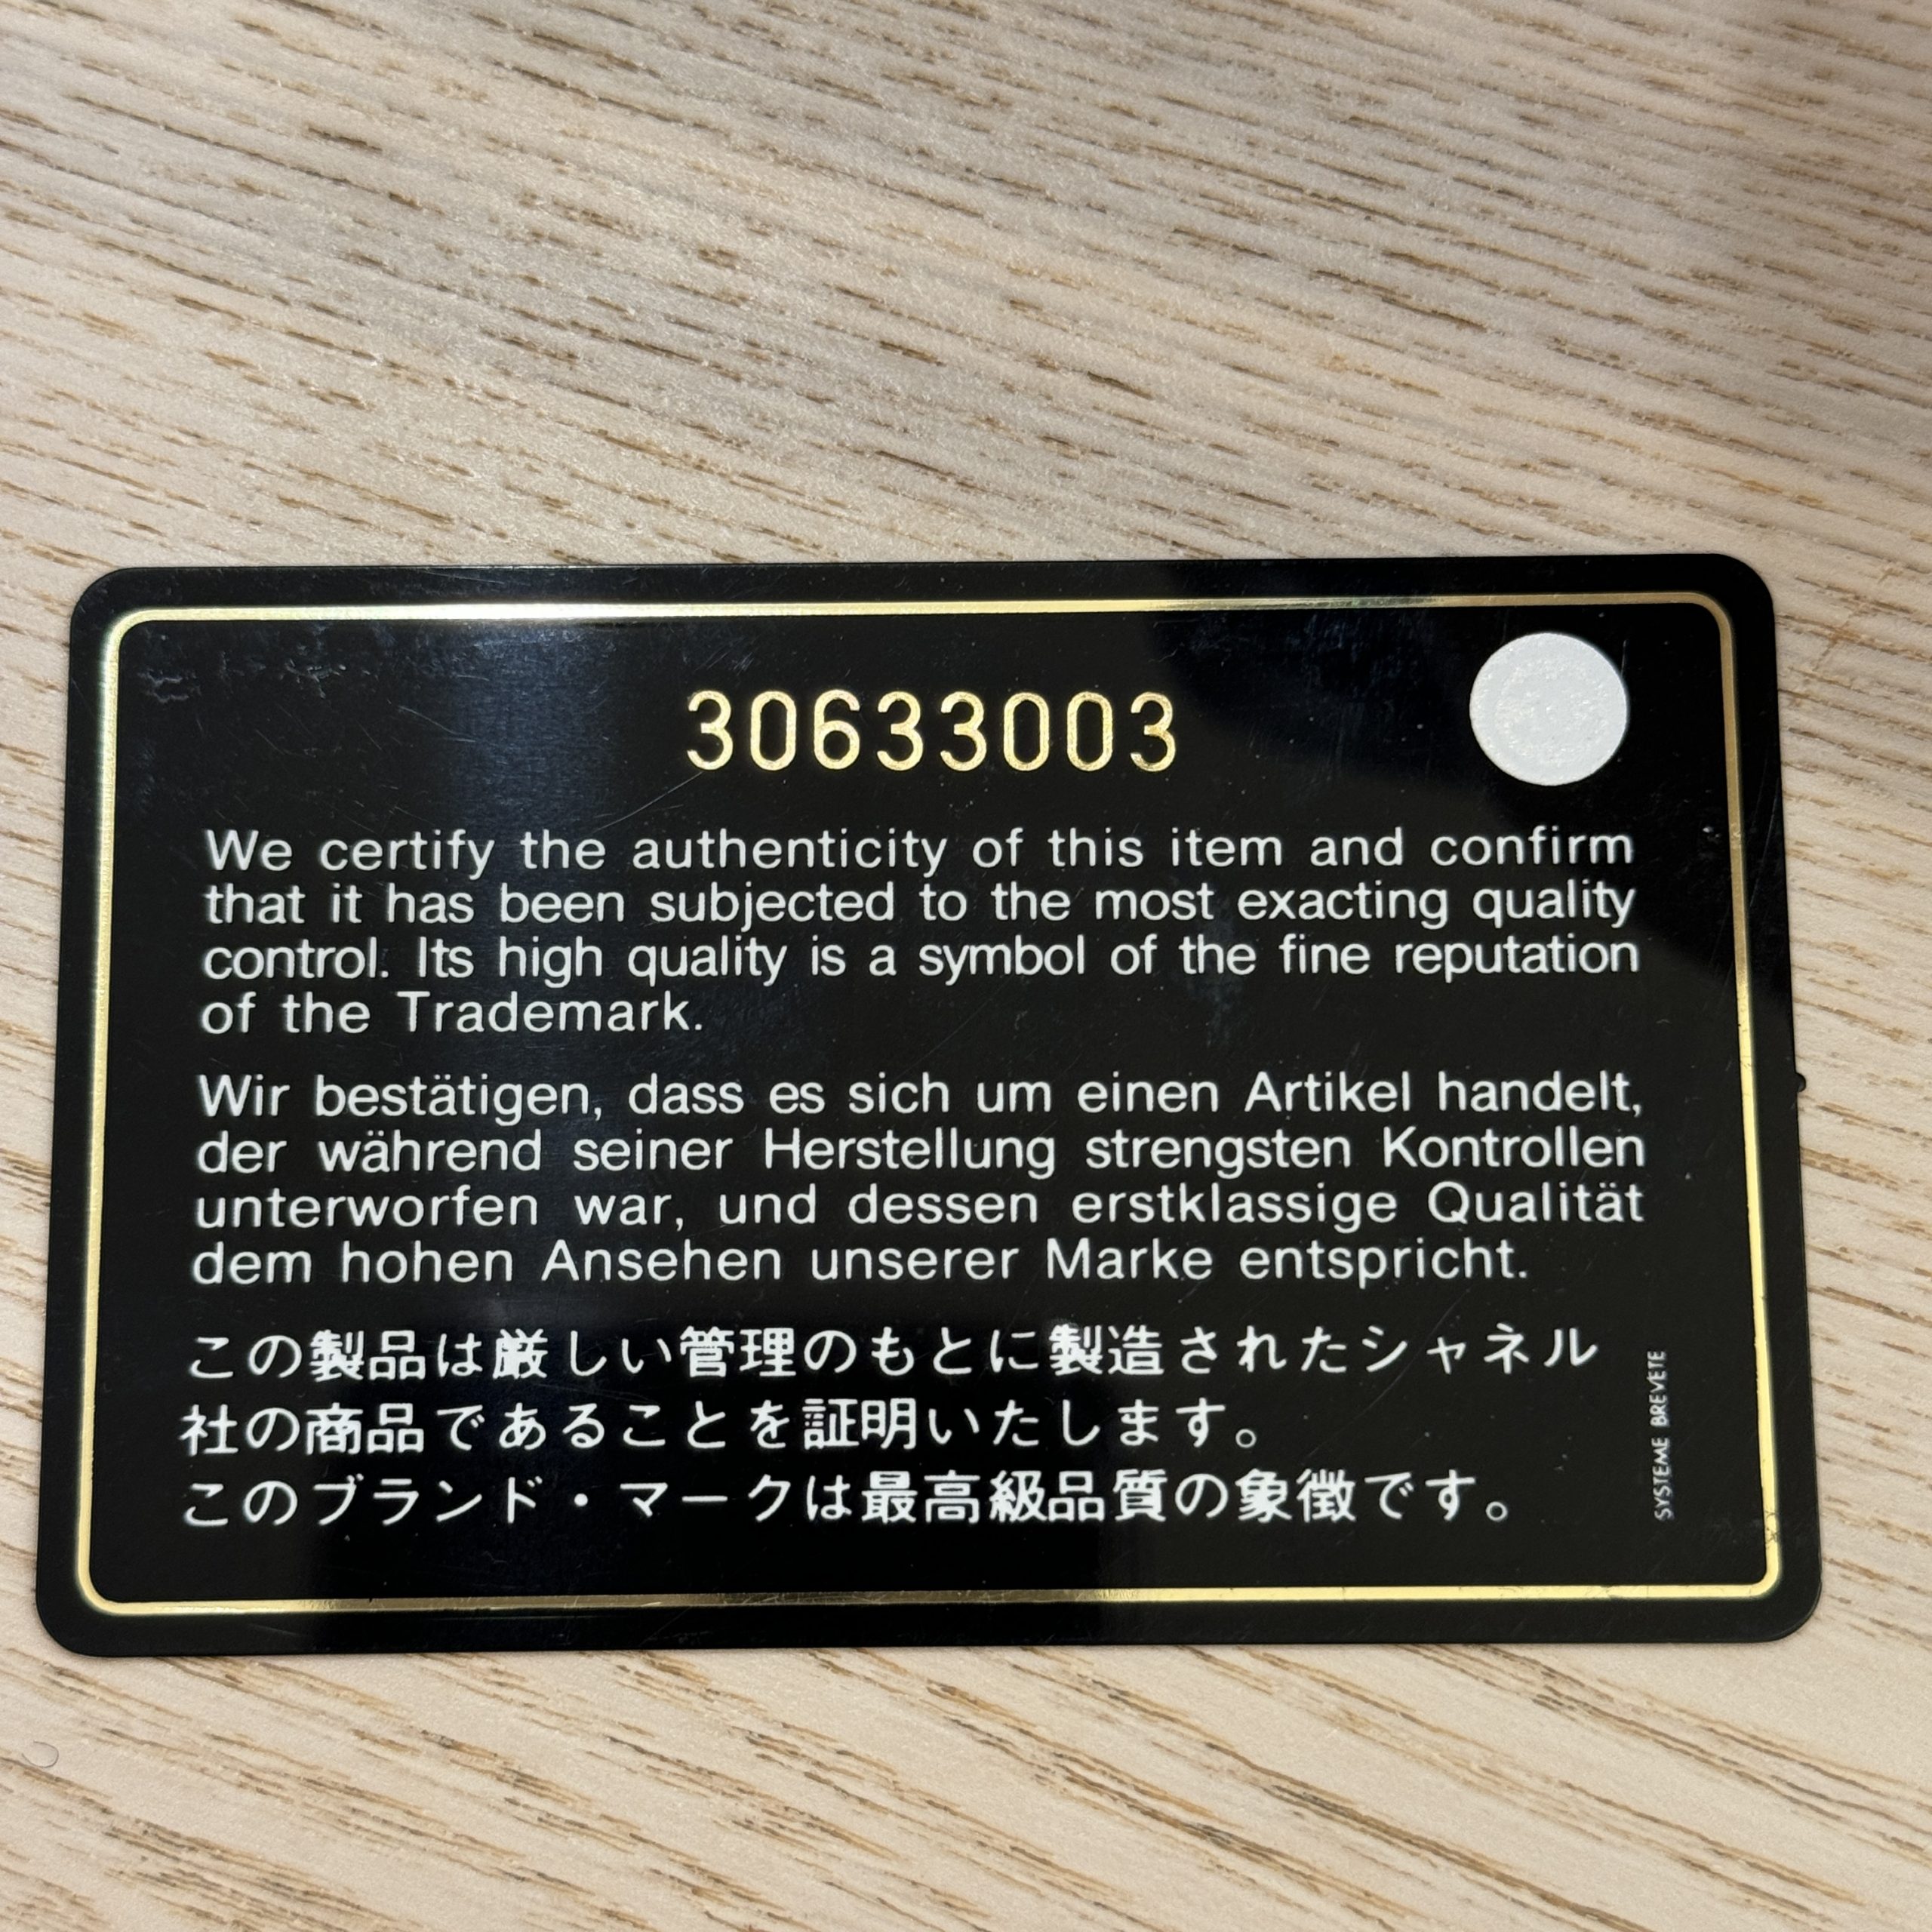 30633003
We certify the authenticity of this item and confirm
that it has been subjected to the most exacting quality
control. Its high quality is a symbol of the fine reputation
of the Trademark.
Wir bestätigen, dass es sich um einen Artikel handelt,
der während seiner Herstellung strengsten Kontrollen
unterworfen war, und dessen erstklassige Qualität
dem hohen Ansehen unserer Marke entspricht.
この製品は厳しい管理のもとに製造されたシャネル
社の商品であることを証明いたします。
このブランド・マークは最高級品質の象徴です。
SYSTEME BREVETE